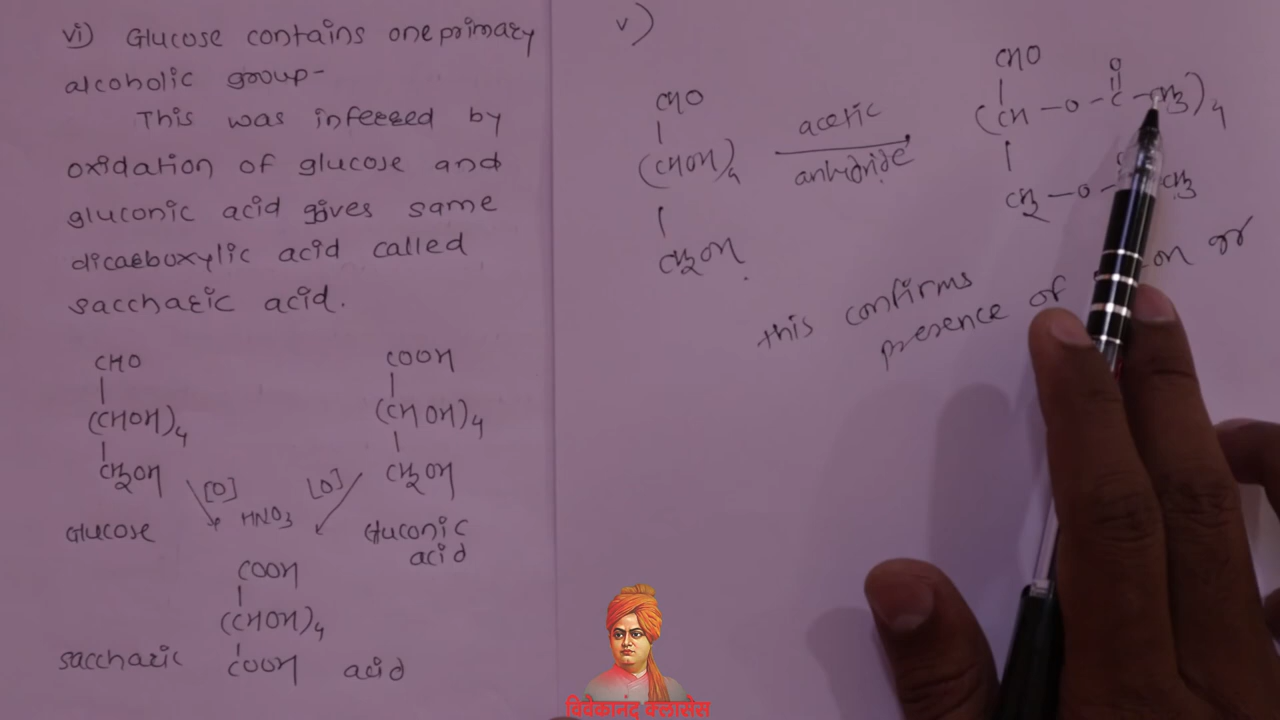 vi) Glucose contains one primary
alcoholic group-
This was inferred by
oxidation of glucose and
gluconic acid gives same
dicarboxylic acid called
saccharic acid.
CHO
(CHOH)4
CH2OH
Glucose
[O] HNO3 [O]
COOH
(CHOH)4
CH2OH
Gluconic
acid
COOH
(CHOH)4
saccharic COOH acid
v)
CHO
(CHOH)4
CH2OH.
acetic
anhydride
CHO
O
(CH-O-C-CH3)4
CH2-O- CH3
This confirms
presence of on or
विवेकानंद क्लासेस